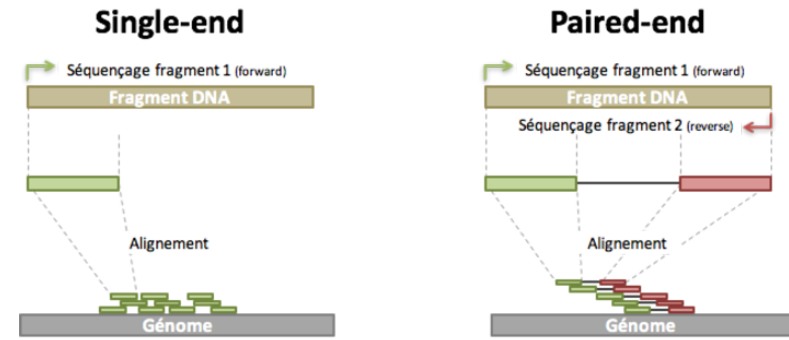 Single-end
Séquençage fragment 1 (forward)
Fragment DNA
Alignement
Génome
Paired-end
Séquençage fragment 1 (forward)
Fragment DNA
Séquençage fragment 2 (reverse)
Alignement
Génome